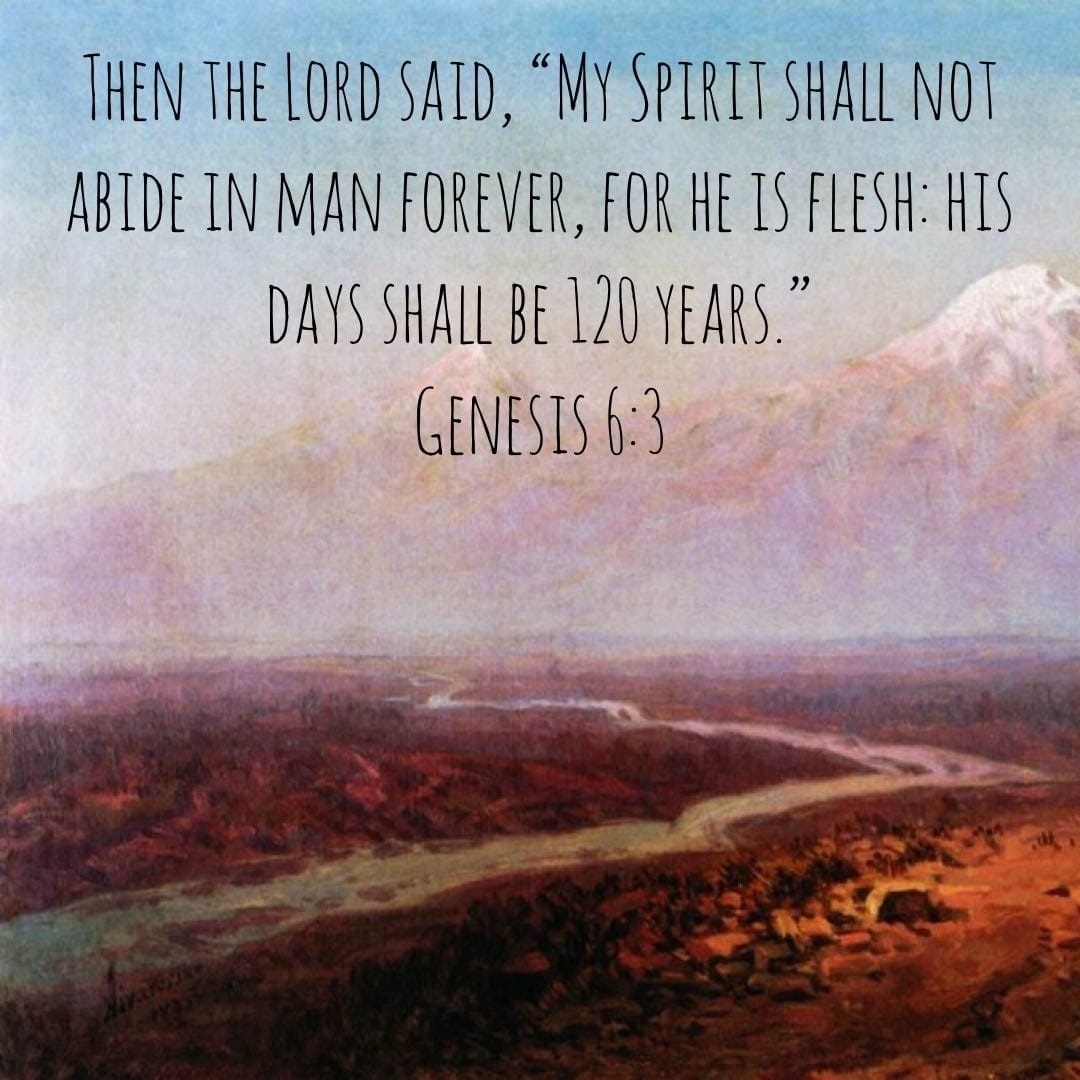 Then the Lord said, “My Spirit shall not
abide in man forever, for he is flesh: his
days shall be 120 years.”
Genesis 6:3